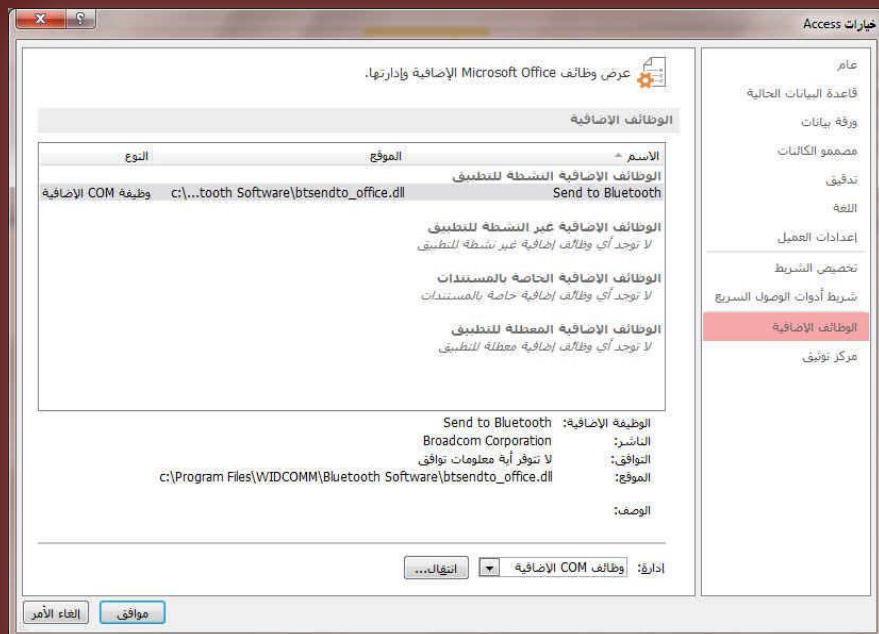 خيارات Access
عام
قاعدة البيانات الحالية
ورقة بيانات
مصممو الكائنات
تدقيق
اللغة
إعدادات العميل
تخصيص الشريط
شريط أدوات الوصول السريع
الوظائف الإضافية
مركز توثيق
عرض وظائف Microsoft Office الإضافية وإدارتها.
الوظائف الإضافية
الاسم الموقع النوع
الوظائف الإضافية النشطة للتطبيق
Send to Bluetooth c:\...tooth Software\btsendto_office.dll وظيفة COM الإضافية
الوظائف الإضافية غير النشطة للتطبيق
لا توجد أي وظائف إضافية غير نشطة للتطبيق
الوظائف الإضافية الخاصة بالمستندات
لا توجد أي وظائف إضافية خاصة بالمستندات
الوظائف الإضافية المعطلة للتطبيق
لا توجد أي وظائف إضافية معطلة للتطبيق
الوظيفة الإضافية: Send to Bluetooth
الناشر: Broadcom Corporation
التوافق: لا تتوفر أية معلومات توافق
الموقع: c:\Program Files\WIDCOMM\Bluetooth Software\btsendto_office.dll
الوصف:
إدارة: وظائف COM الإضافية انتقال...
موافق إلغاء الأمر